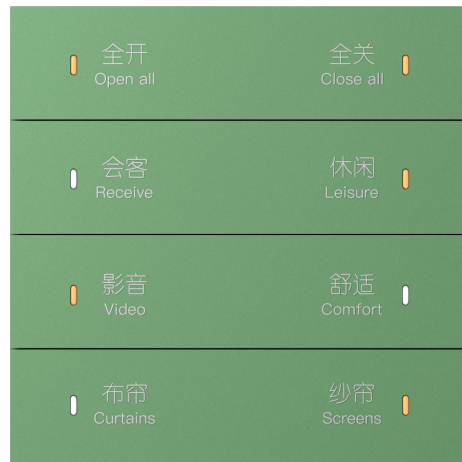 全开
Open all
全关
Close all
会客
Receive
休闲
Leisure
影音
Video
舒适
Comfort
布帘
Curtains
纱帘
Screens